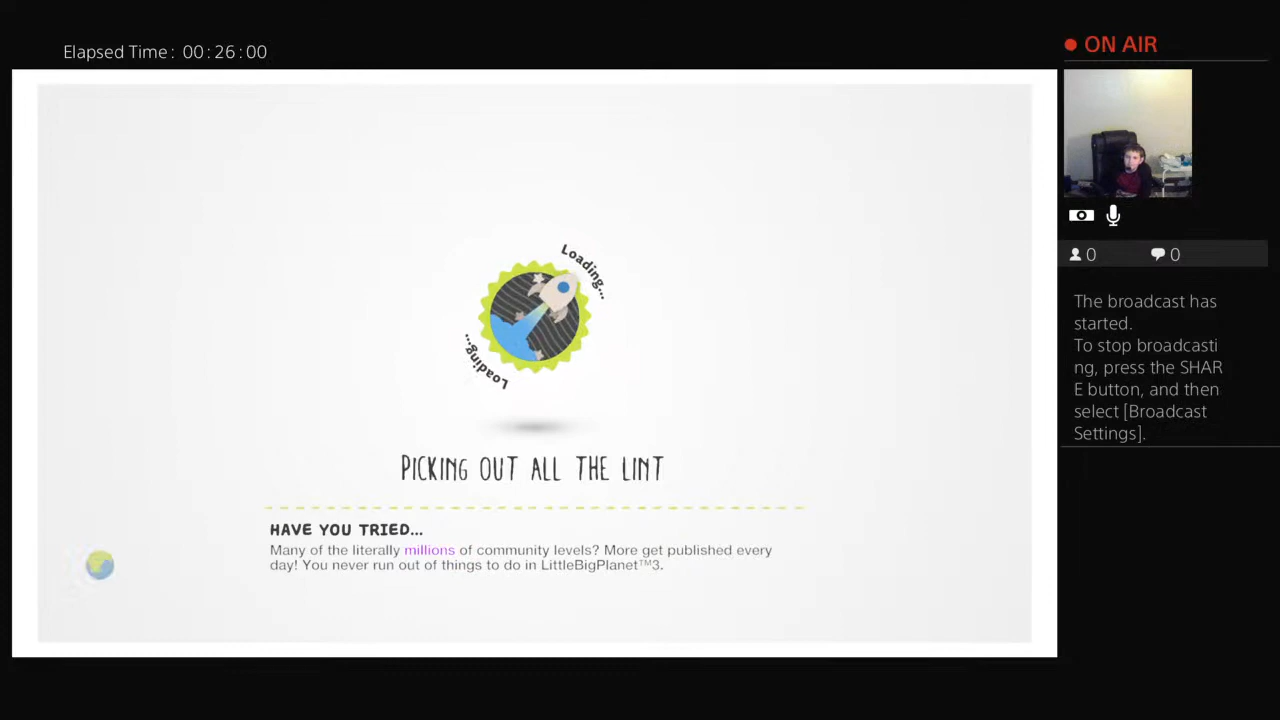 Elapsed Time: 00:26:00
ON AIR
Loading...
Loading...
0 0
The broadcast has
started.
To stop broadcasti
ng, press the SHAR
E button, and then
select [Broadcast
Settings].
PICKING OUT ALL THE LINT
HAVE YOU TRIED...
Many of the literally millions of community levels? More get published every
day! You never run out of things to do in LittleBigPlanet™3.